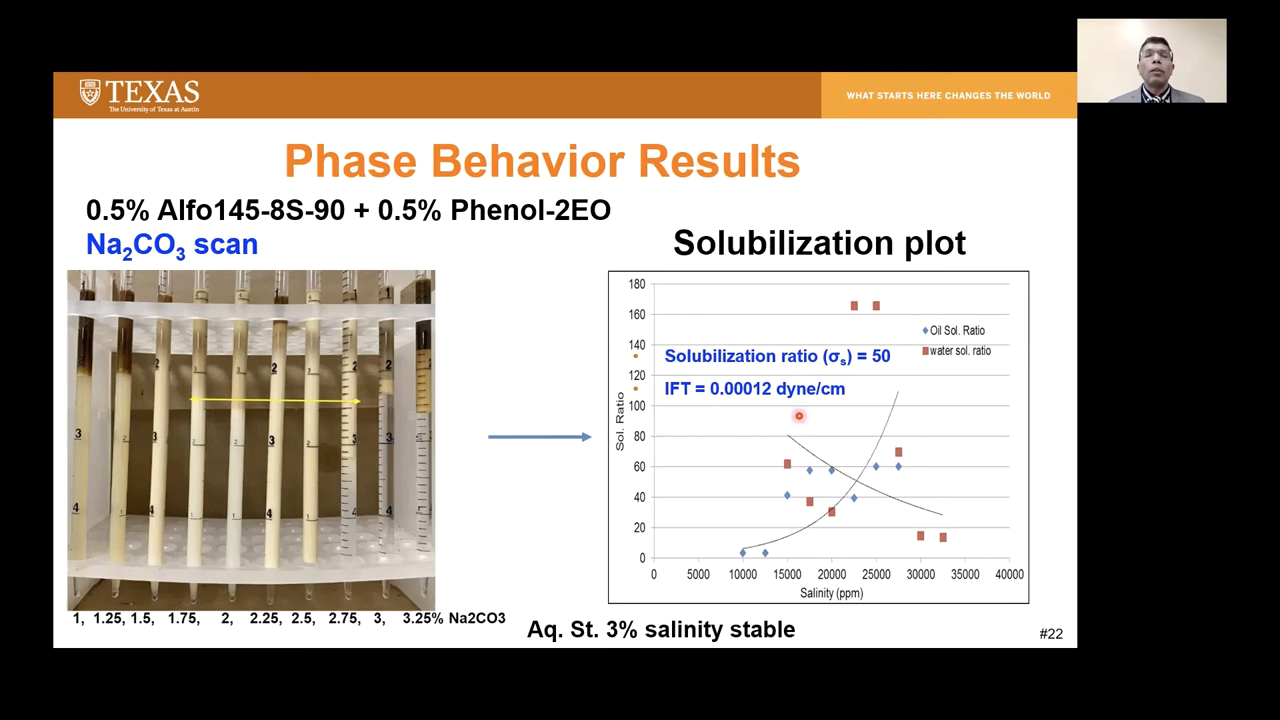 TEXAS
The University of Texas at Austin
WHAT STARTS HERE CHANGES THE WORLD
Phase Behavior Results
0.5% Alfo145-8S-90 + 0.5% Phenol-2EO
Na₂CO₃ scan
Solubilization plot
1, 1.25, 1.5, 1.75, 2, 2.25, 2.5, 2.75, 3, 3.25% Na2CO3
180
160
140
120
100
80
60
40
20
0
Sol. Ratio
Oil Sol. Ratio
water sol. ratio
• Solubilization ratio (σₛ) = 50
• IFT = 0.00012 dyne/cm
0 5000 10000 15000 20000 25000 30000 35000 40000
Salinity (ppm)
Aq. St. 3% salinity stable
#22